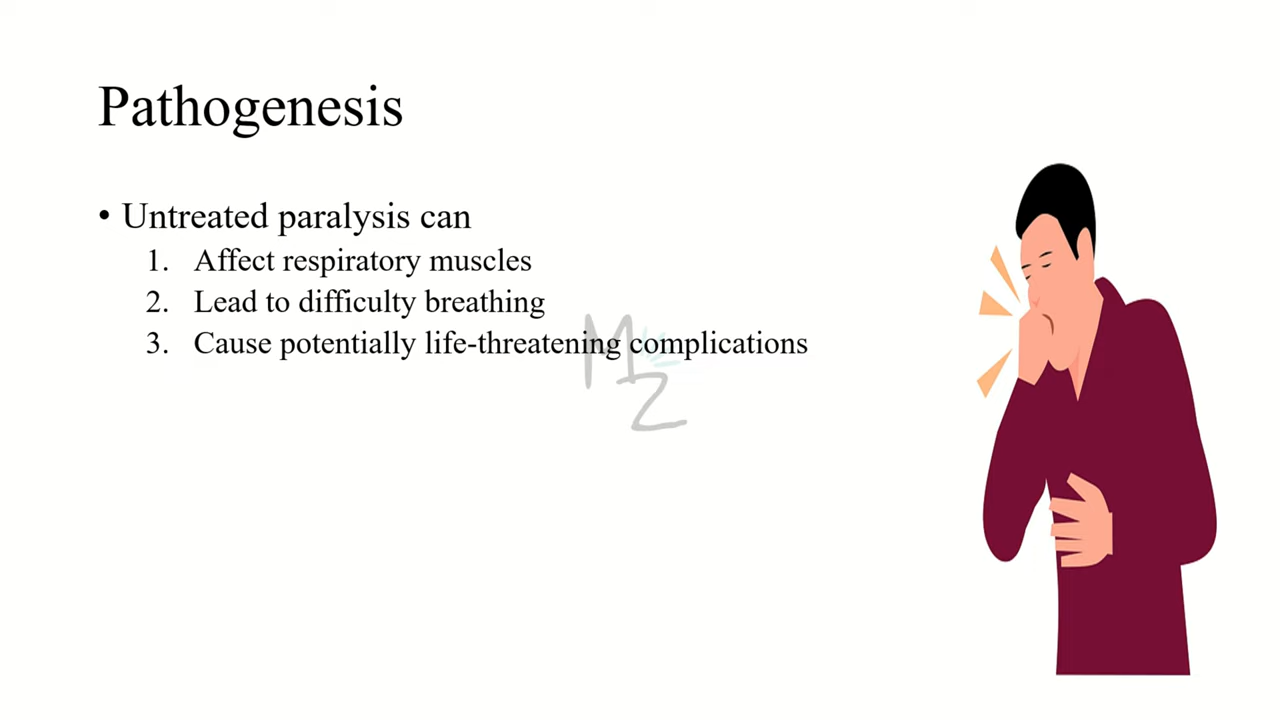 Pathogenesis
• Untreated paralysis can
1. Affect respiratory muscles
2. Lead to difficulty breathing
3. Cause potentially life-threatening complications
MZ